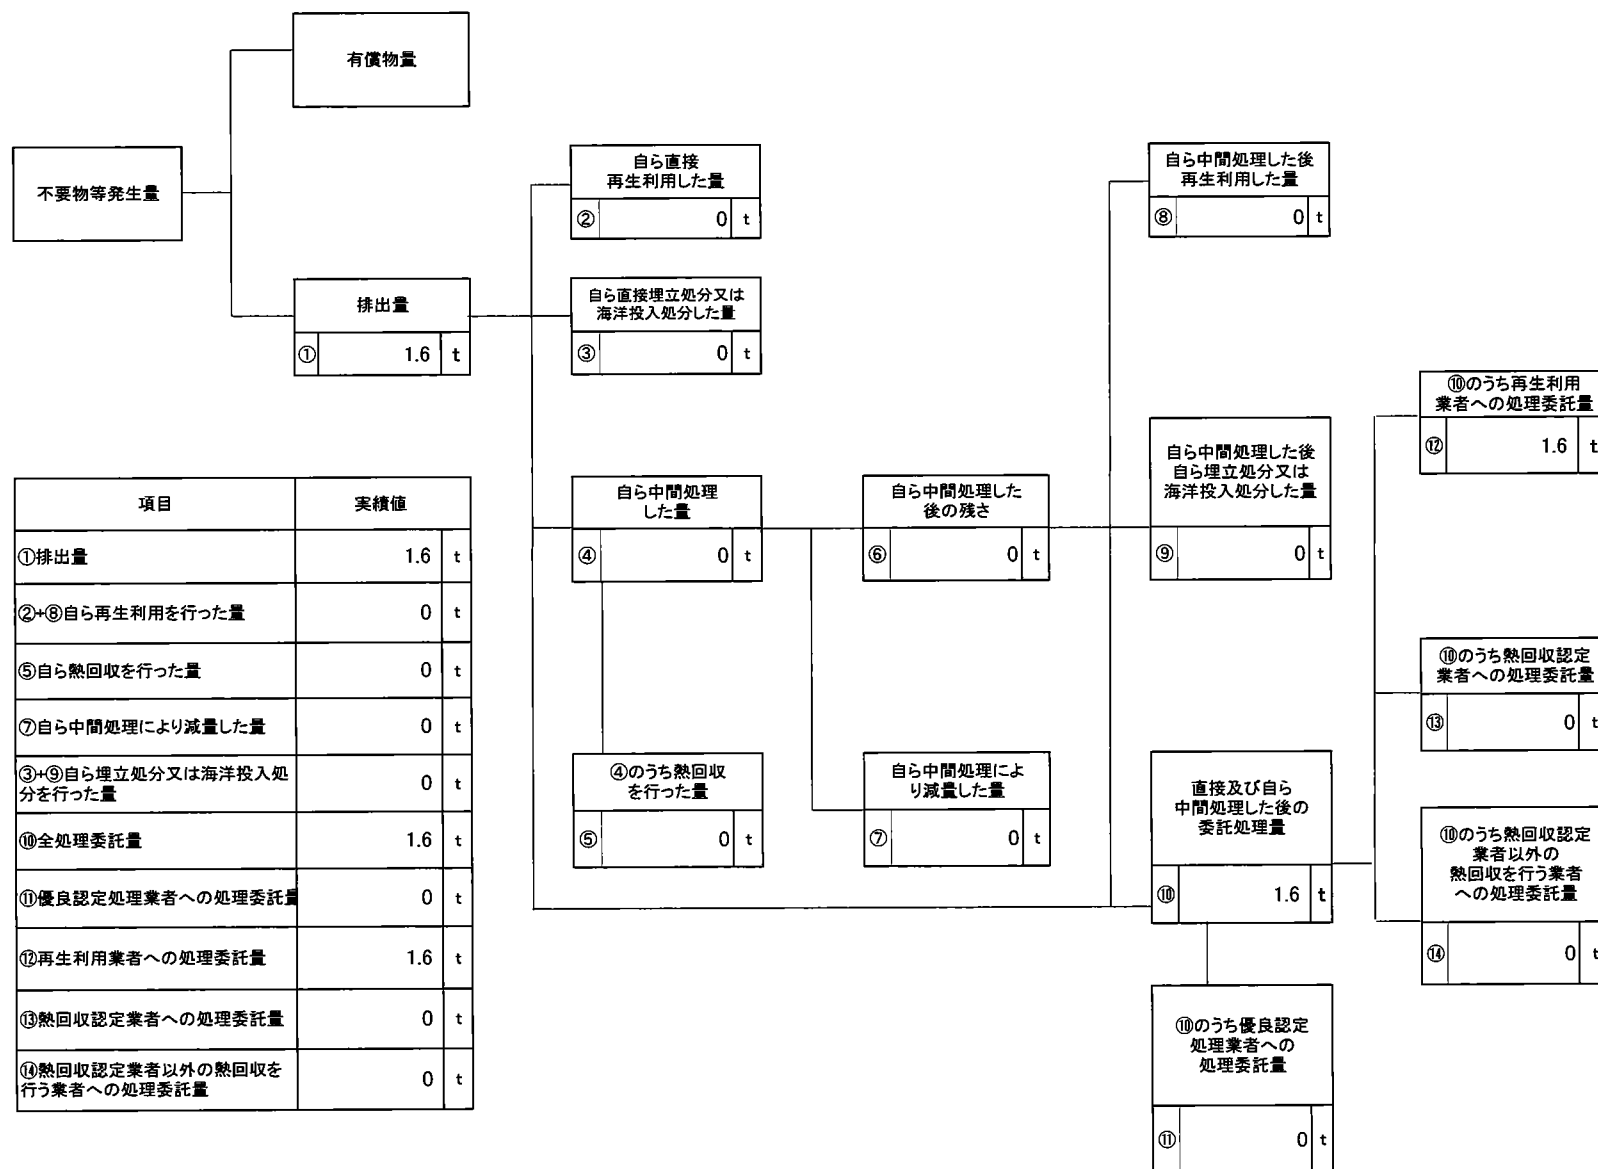 有償物量
不要物等発生量
排出量
① 1.6 t
自ら直接
再生利用した量
② 0 t
自ら直接埋立処分又は
海洋投入処分した量
③ 0 t
自ら中間処理
した量
④ 0 t
④のうち熱回収
を行った量
⑤ 0 t
自ら中間処理した
後の残さ
⑥ 0 t
自ら中間処理によ
り減量した量
⑦ 0 t
自ら中間処理した後
再生利用した量
⑧ 0 t
自ら中間処理した後
自ら埋立処分又は
海洋投入処分した量
⑨ 0 t
直接及び自ら
中間処理した後の
委託処理量
⑩ 1.6 t
⑩のうち優良認定
処理業者への
処理委託量
⑪ 0 t
⑩のうち再生利用
業者への処理委託量
⑫ 1.6 t
⑩のうち熱回収認定
業者への処理委託量
⑬ 0 t
⑩のうち熱回収認定
業者以外の
熱回収を行う業者
への処理委託量
⑭ 0 t
項目 実績値
①排出量 1.6 t
②+⑧自ら再生利用を行った量 0 t
⑤自ら熱回収を行った量 0 t
⑦自ら中間処理により減量した量 0 t
③+⑨自ら埋立処分又は海洋投入処
分を行った量 0 t
⑩全処理委託量 1.6 t
⑪優良認定処理業者への処理委託量 0 t
⑫再生利用業者への処理委託量 1.6 t
⑬熱回収認定業者への処理委託量 0 t
⑭熱回収認定業者以外の熱回収を
行う業者への処理委託量 0 t